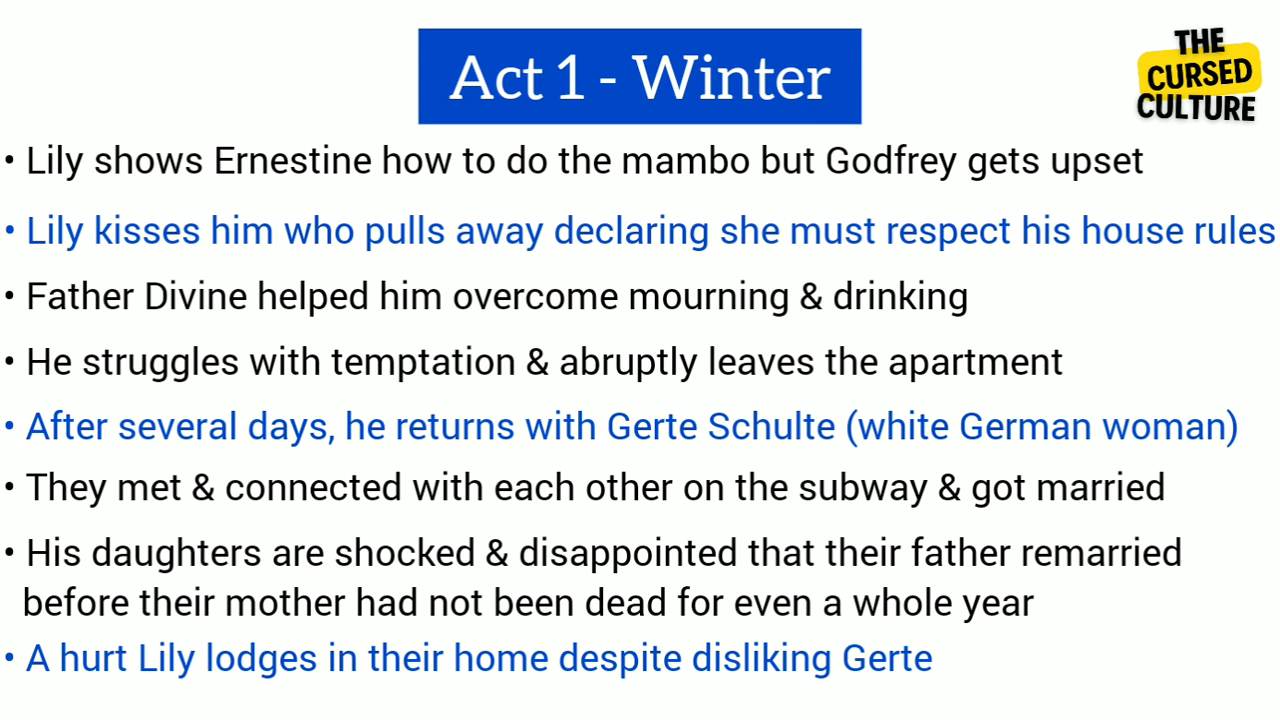 Act 1 - Winter
THE
CURSED
CULTURE
• Lily shows Ernestine how to do the mambo but Godfrey gets upset
• Lily kisses him who pulls away declaring she must respect his house rules
• Father Divine helped him overcome mourning & drinking
• He struggles with temptation & abruptly leaves the apartment
• After several days, he returns with Gerte Schulte (white German woman)
• They met & connected with each other on the subway & got married
• His daughters are shocked & disappointed that their father remarried
before their mother had not been dead for even a whole year
• A hurt Lily lodges in their home despite disliking Gerte